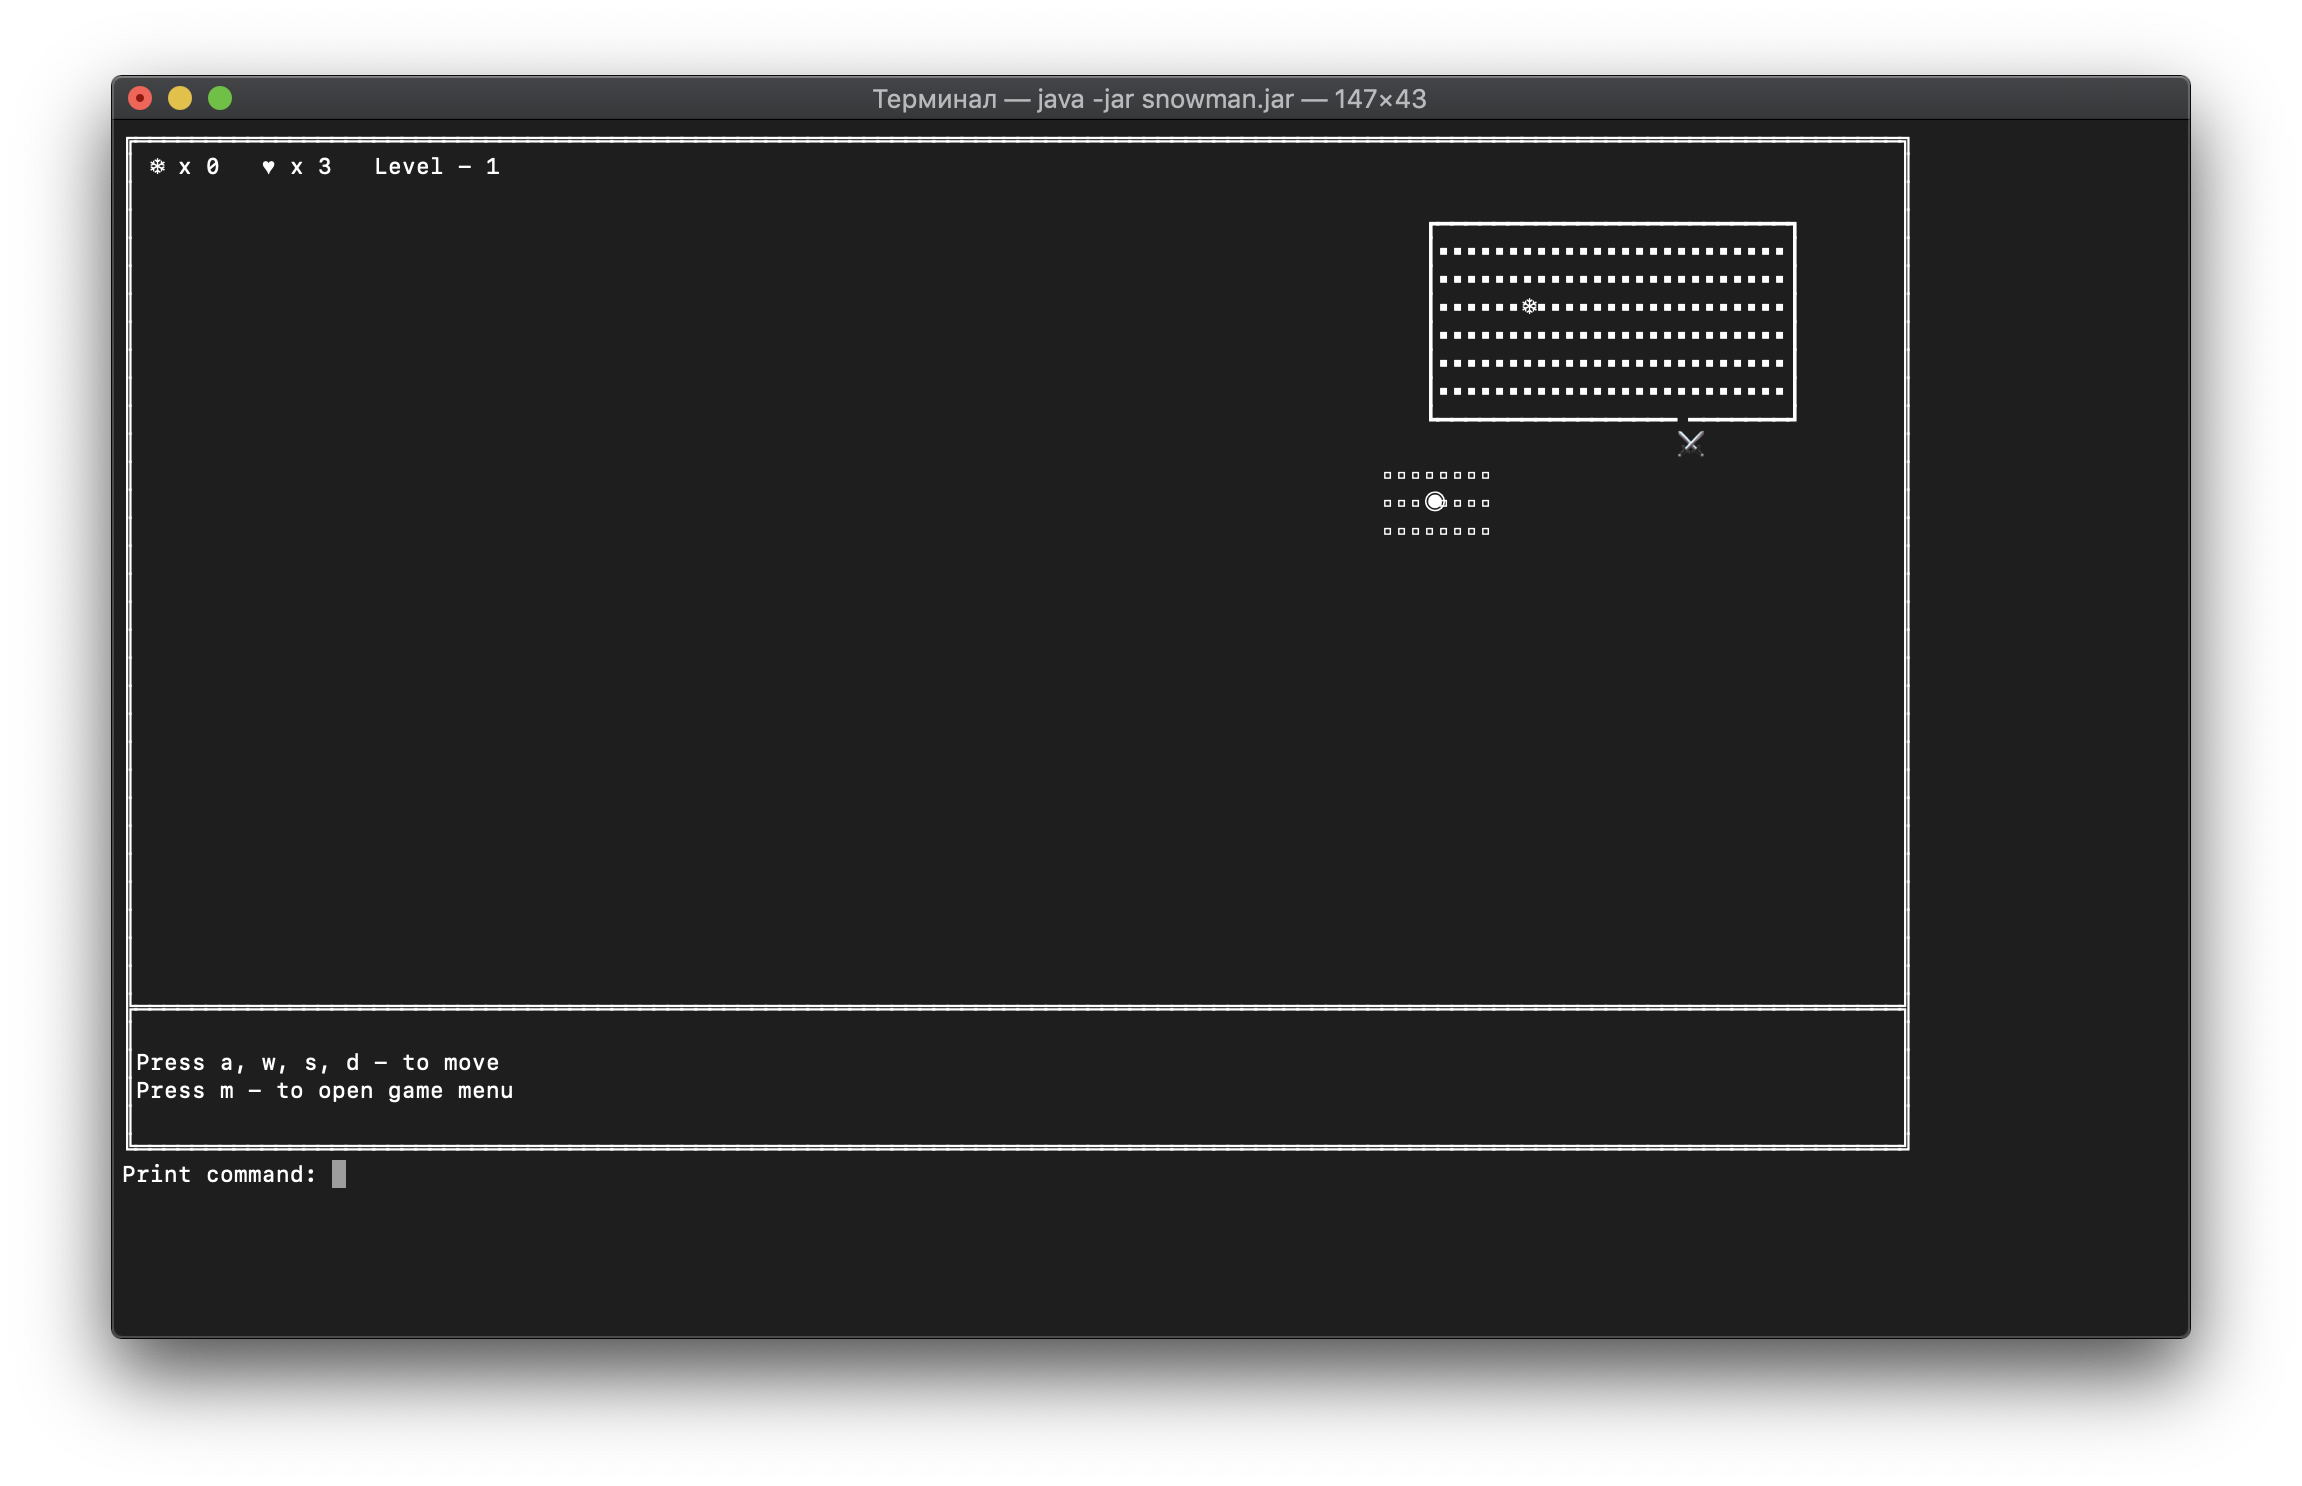 Терминал — java -jar snowman.jar — 147×43
❄ x 0   ♥ x 3   Level – 1
Press a, w, s, d – to move
Press m – to open game menu
Print command: